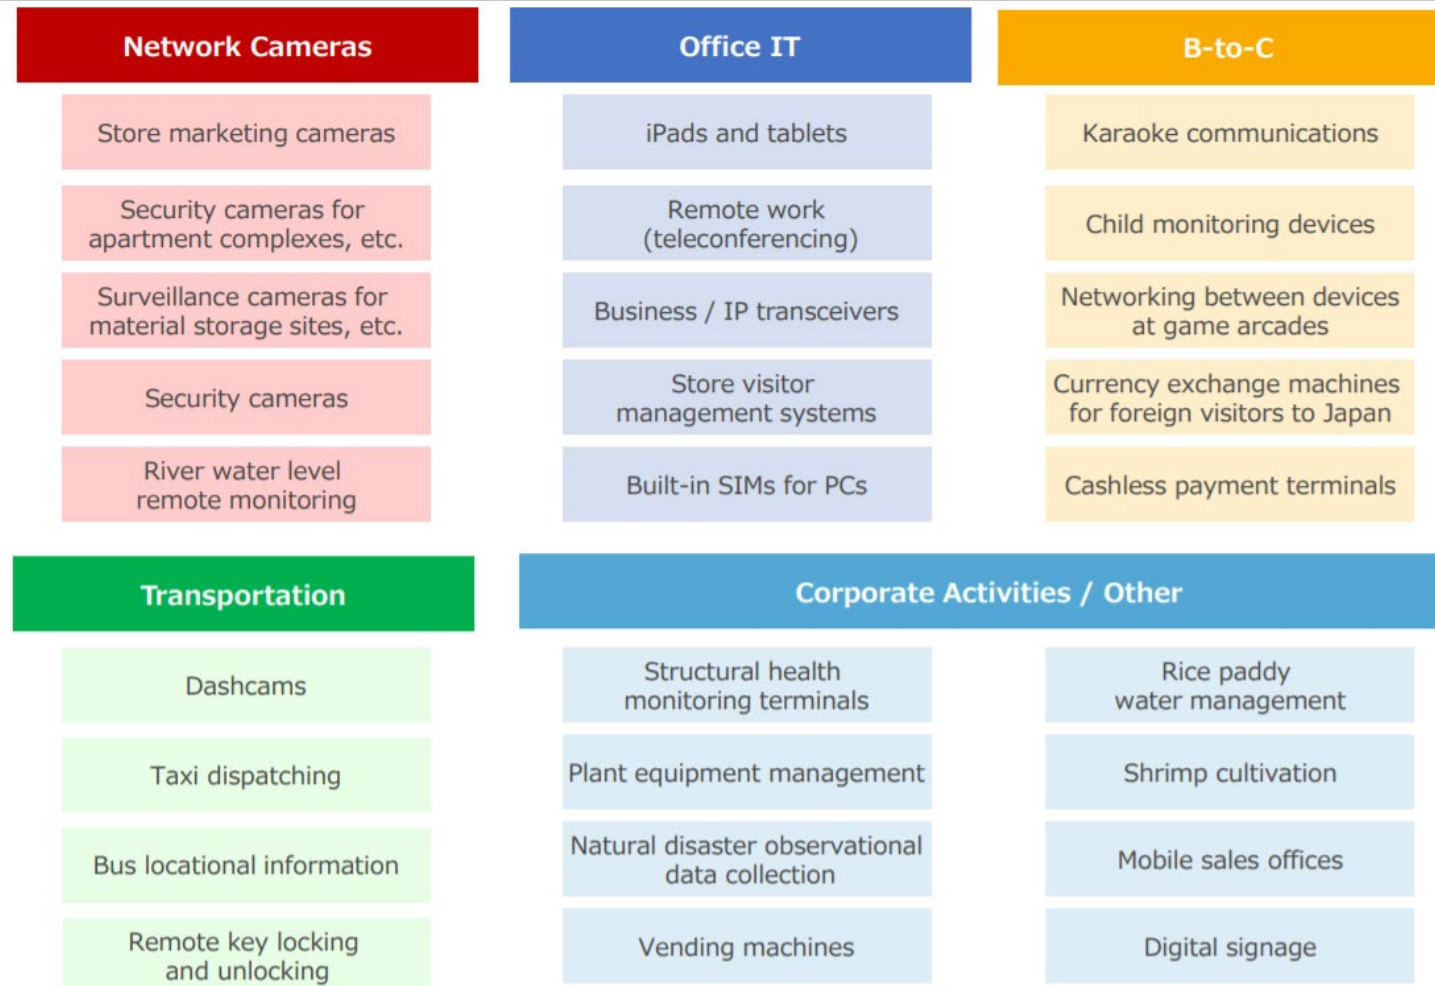 Network Cameras
Store marketing cameras
Security cameras for
apartment complexes, etc.
Surveillance cameras for
material storage sites, etc.
Security cameras
River water level
remote monitoring
Office IT
iPads and tablets
Remote work
(teleconferencing)
Business / IP transceivers
Store visitor
management systems
Built-in SIMs for PCs
B-to-C
Karaoke communications
Child monitoring devices
Networking between devices
at game arcades
Currency exchange machines
for foreign visitors to Japan
Cashless payment terminals
Transportation
Dashcams
Taxi dispatching
Bus locational information
Remote key locking
and unlocking
Corporate Activities / Other
Structural health
monitoring terminals
Plant equipment management
Natural disaster observational
data collection
Vending machines
Rice paddy
water management
Shrimp cultivation
Mobile sales offices
Digital signage